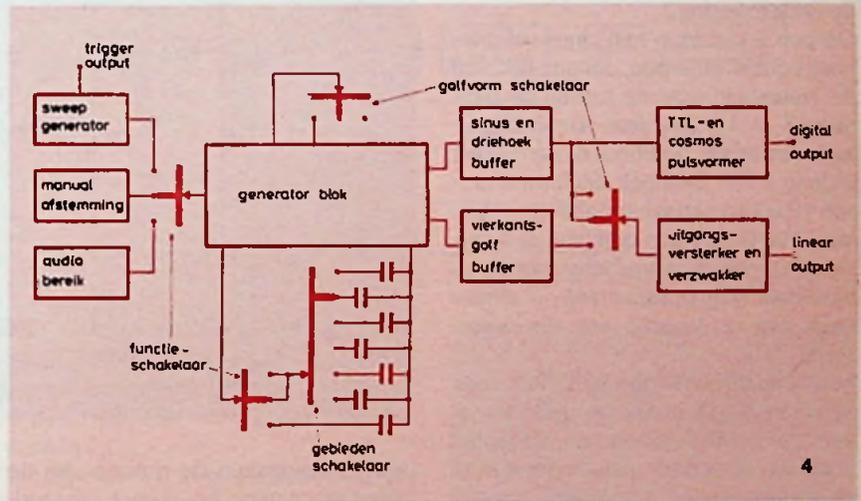 trigger
output
sweep
generator
manual
afstemming
audio
bereik
functie-
schakelaar
generator blok
golfvorm schakelaar
gebieden
schakelaar
sinus en
driehoek
buffer
vierkants-
golf
buffer
TTL-en
cosmos
pulsvormer
digital
output
uitgangs-
versterker en
verzwakker
linear
output
4